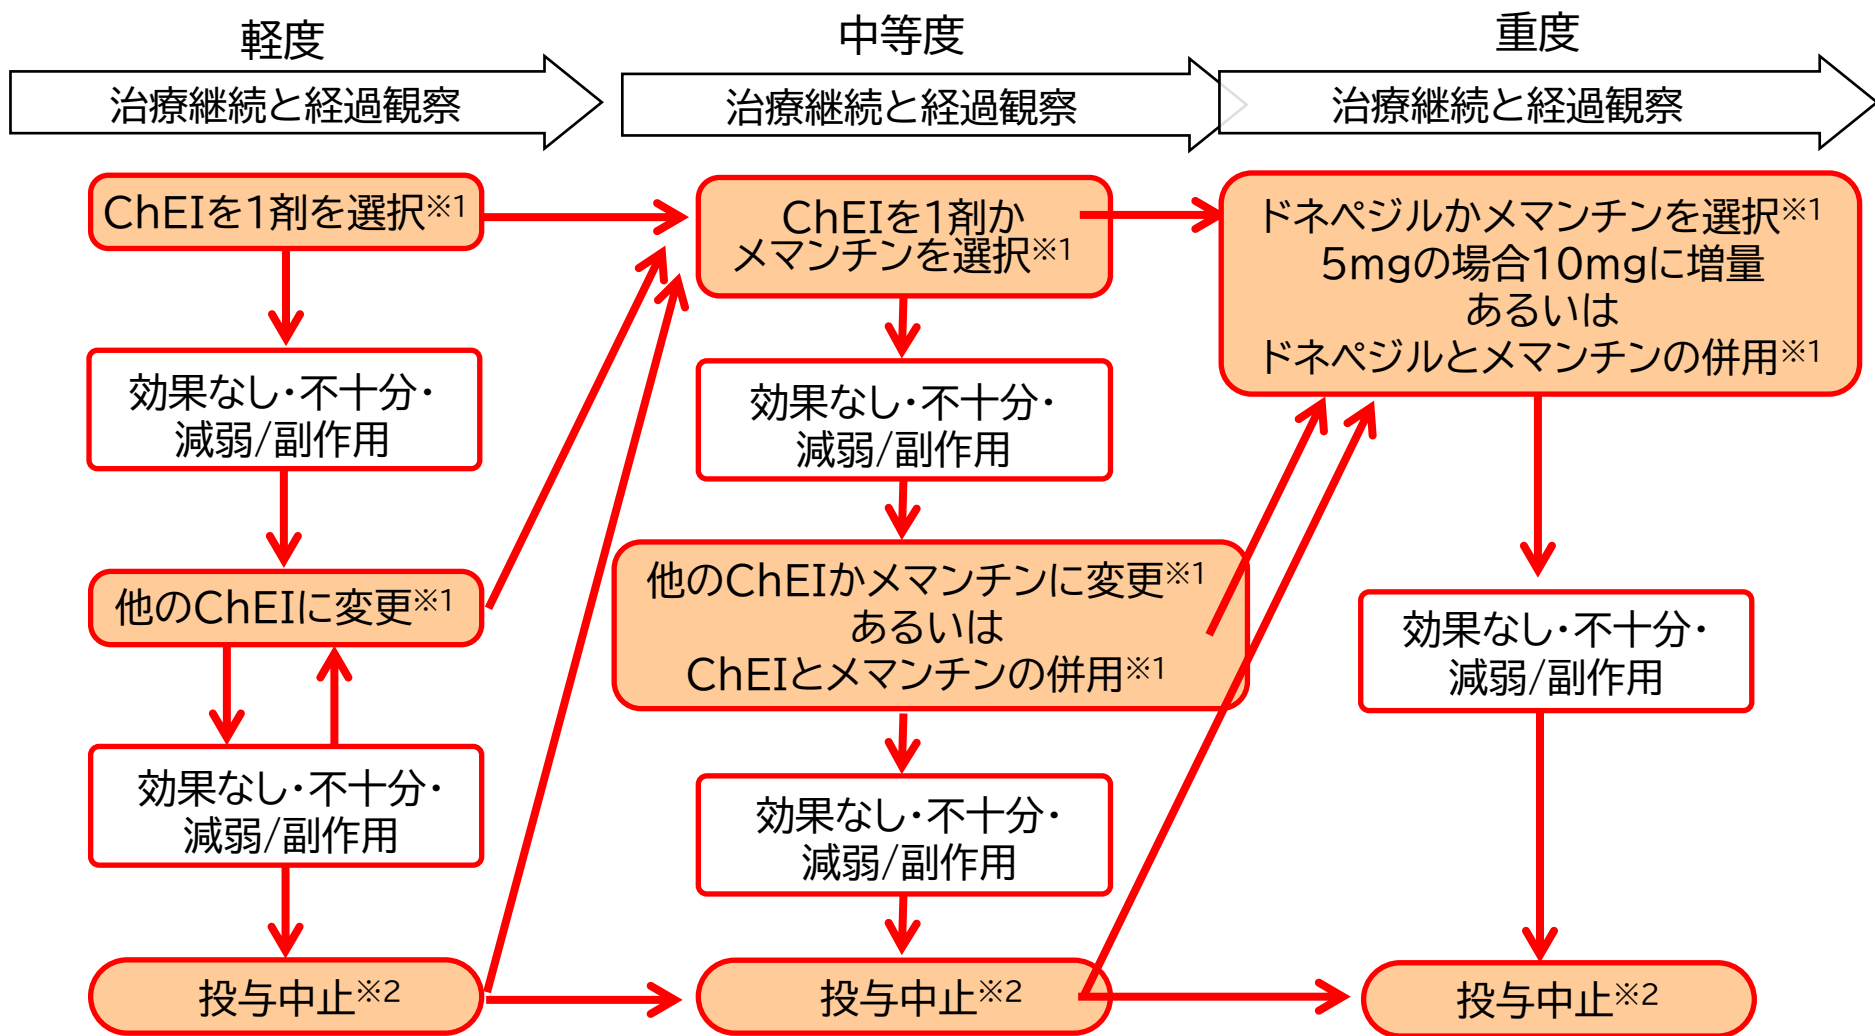 軽度
治療継続と経過観察
ChEIを1剤を選択※1
効果なし・不十分・
減弱/副作用
他のChEIに変更※1
効果なし・不十分・
減弱/副作用
投与中止※2
中等度
治療継続と経過観察
ChEIを1剤か
メマンチンを選択※1
効果なし・不十分・
減弱/副作用
他のChEIかメマンチンに変更※1
あるいは
ChEIとメマンチンの併用※1
効果なし・不十分・
減弱/副作用
投与中止※2
重度
治療継続と経過観察
ドネペジルかメマンチンを選択※1
5mgの場合10mgに増量
あるいは
ドネペジルとメマンチンの併用※1
効果なし・不十分・
減弱/副作用
投与中止※2